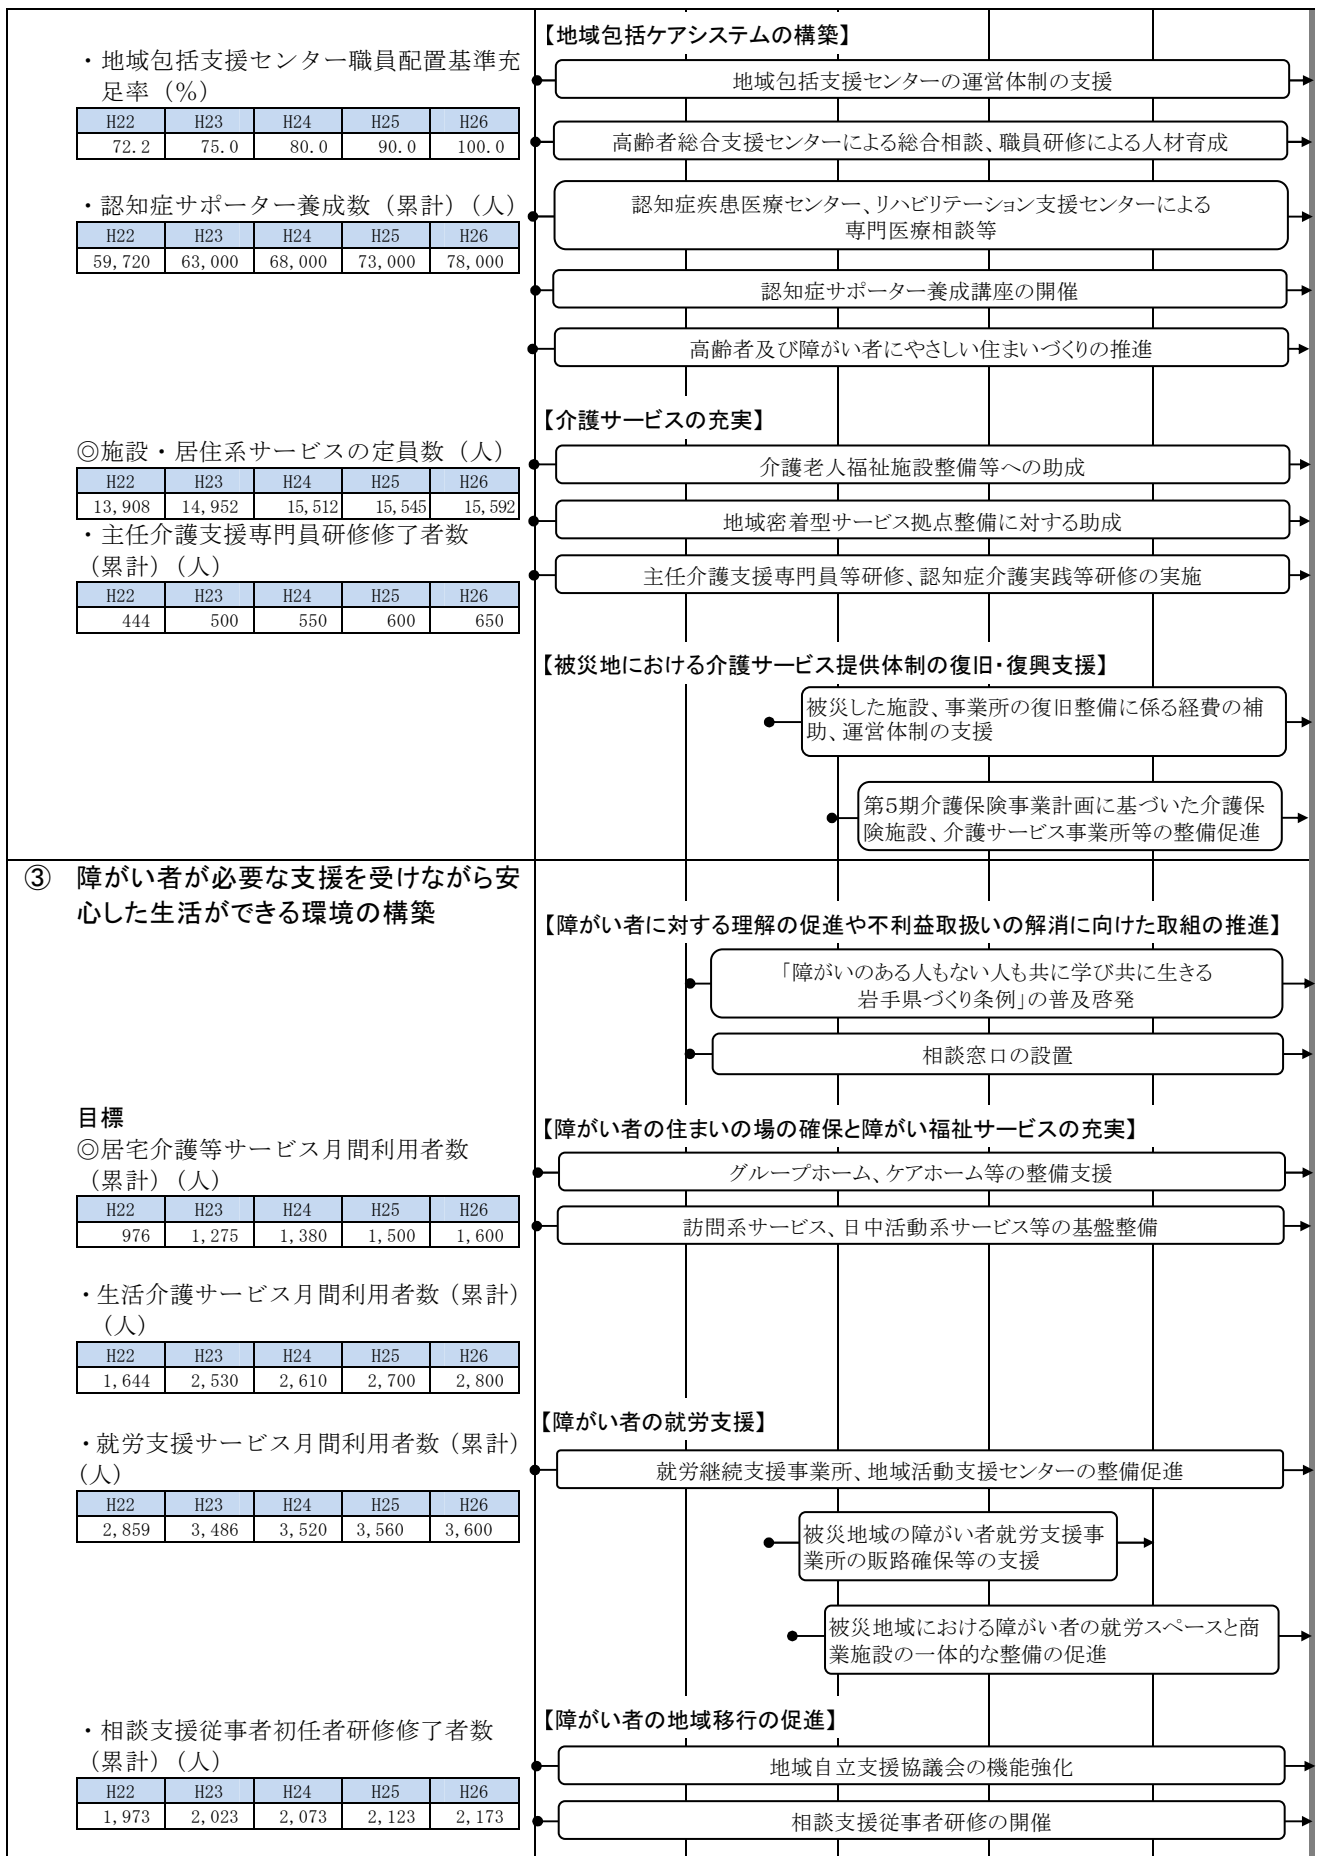 ・地域包括支援センター職員配置基準充
足率（％）
H22 H23 H24 H25 H26
72.2 75.0 80.0 90.0 100.0
・認知症サポーター養成数（累計）（人）
H22 H23 H24 H25 H26
59,720 63,000 68,000 73,000 78,000
【地域包括ケアシステムの構築】
地域包括支援センターの運営体制の支援
高齢者総合支援センターによる総合相談、職員研修による人材育成
認知症疾患医療センター、リハビリテーション支援センターによる
専門医療相談等
認知症サポーター養成講座の開催
高齢者及び障がい者にやさしい住まいづくりの推進
◎施設・居住系サービスの定員数（人）
H22 H23 H24 H25 H26
13,908 14,952 15,512 15,545 15,592
・主任介護支援専門員研修修了者数
（累計）（人）
H22 H23 H24 H25 H26
444 500 550 600 650
【介護サービスの充実】
介護老人福祉施設整備等への助成
地域密着型サービス拠点整備に対する助成
主任介護支援専門員等研修、認知症介護実践等研修の実施
【被災地における介護サービス提供体制の復旧・復興支援】
被災した施設、事業所の復旧整備に係る経費の補
助、運営体制の支援
第5期介護保険事業計画に基づいた介護保
険施設、介護サービス事業所等の整備促進
③ 障がい者が必要な支援を受けながら安
心した生活ができる環境の構築
【障がい者に対する理解の促進や不利益取扱いの解消に向けた取組の推進】
「障がいのある人もない人も共に学び共に生きる
岩手県づくり条例」の普及啓発
相談窓口の設置
目標
◎居宅介護等サービス月間利用者数
（累計）（人）
H22 H23 H24 H25 H26
976 1,275 1,380 1,500 1,600
・生活介護サービス月間利用者数（累計）
（人）
H22 H23 H24 H25 H26
1,644 2,530 2,610 2,700 2,800
【障がい者の住まいの場の確保と障がい福祉サービスの充実】
グループホーム、ケアホーム等の整備支援
訪問系サービス、日中活動系サービス等の基盤整備
・就労支援サービス月間利用者数（累計）
（人）
H22 H23 H24 H25 H26
2,859 3,486 3,520 3,560 3,600
【障がい者の就労支援】
就労継続支援事業所、地域活動支援センターの整備促進
被災地域の障がい者就労支援事
業所の販路確保等の支援
被災地域における障がい者の就労スペースと商
業施設の一体的な整備の促進
・相談支援従事者初任者研修修了者数
（累計）（人）
H22 H23 H24 H25 H26
1,973 2,023 2,073 2,123 2,173
【障がい者の地域移行の促進】
地域自立支援協議会の機能強化
相談支援従事者研修の開催